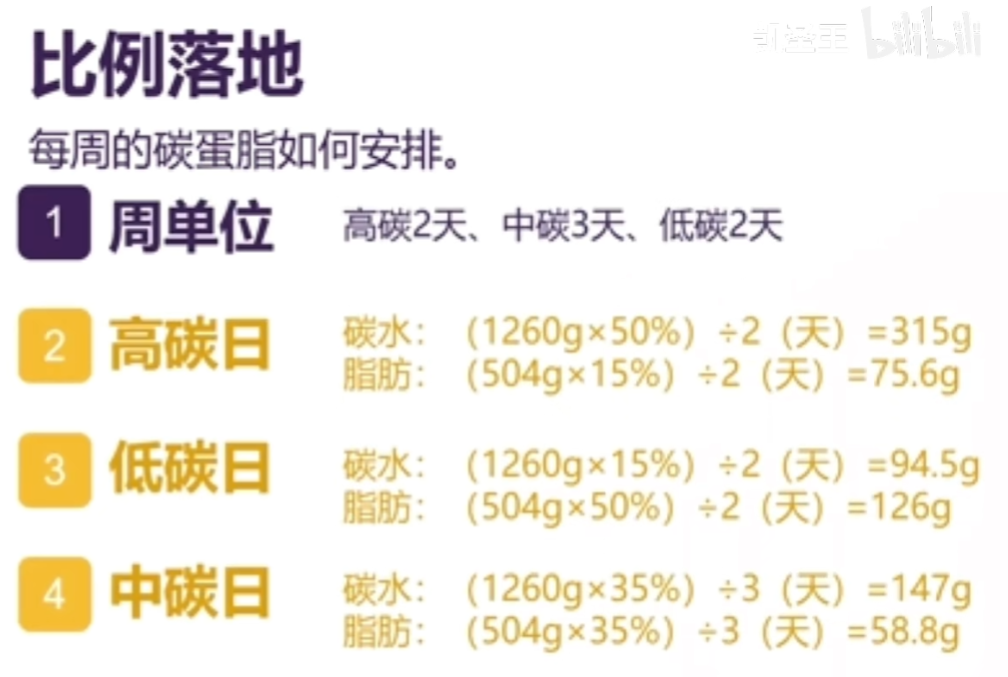 bilibili
比例落地
每周的碳蛋脂如何安排。
1 周单位 高碳2天、中碳3天、低碳2天
2 高碳日 碳水：（1260g×50%）÷2（天）=315g
脂肪：（504g×15%）÷2（天）=75.6g
3 低碳日 碳水：（1260g×15%）÷2（天）=94.5g
脂肪：（504g×50%）÷2（天）=126g
4 中碳日 碳水：（1260g×35%）÷3（天）=147g
脂肪：（504g×35%）÷3（天）=58.8g